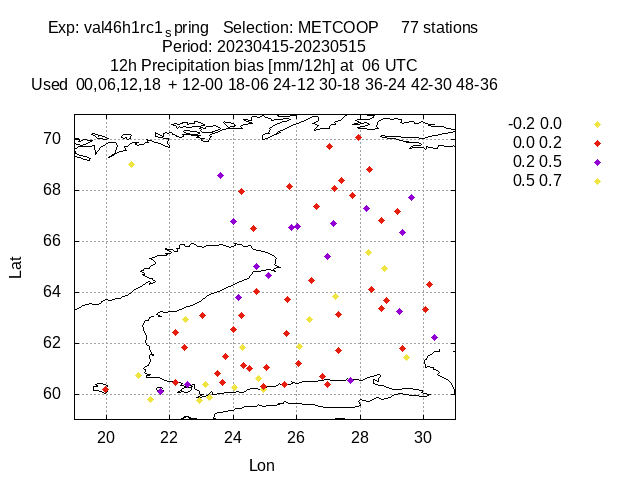 Exp: val46h1rc1spring   Selection: METCOOP     77 stations
Period: 20230415-20230515
12h Precipitation bias [mm/12h] at  06 UTC
Used  00,06,12,18  + 12-00 18-06 24-12 30-18 36-24 42-30 48-36
-0.2 0.0
0.0 0.2
0.2 0.5
0.5 0.7
70
68
66
64
62
60
Lat
20 22 24 26 28 30
Lon